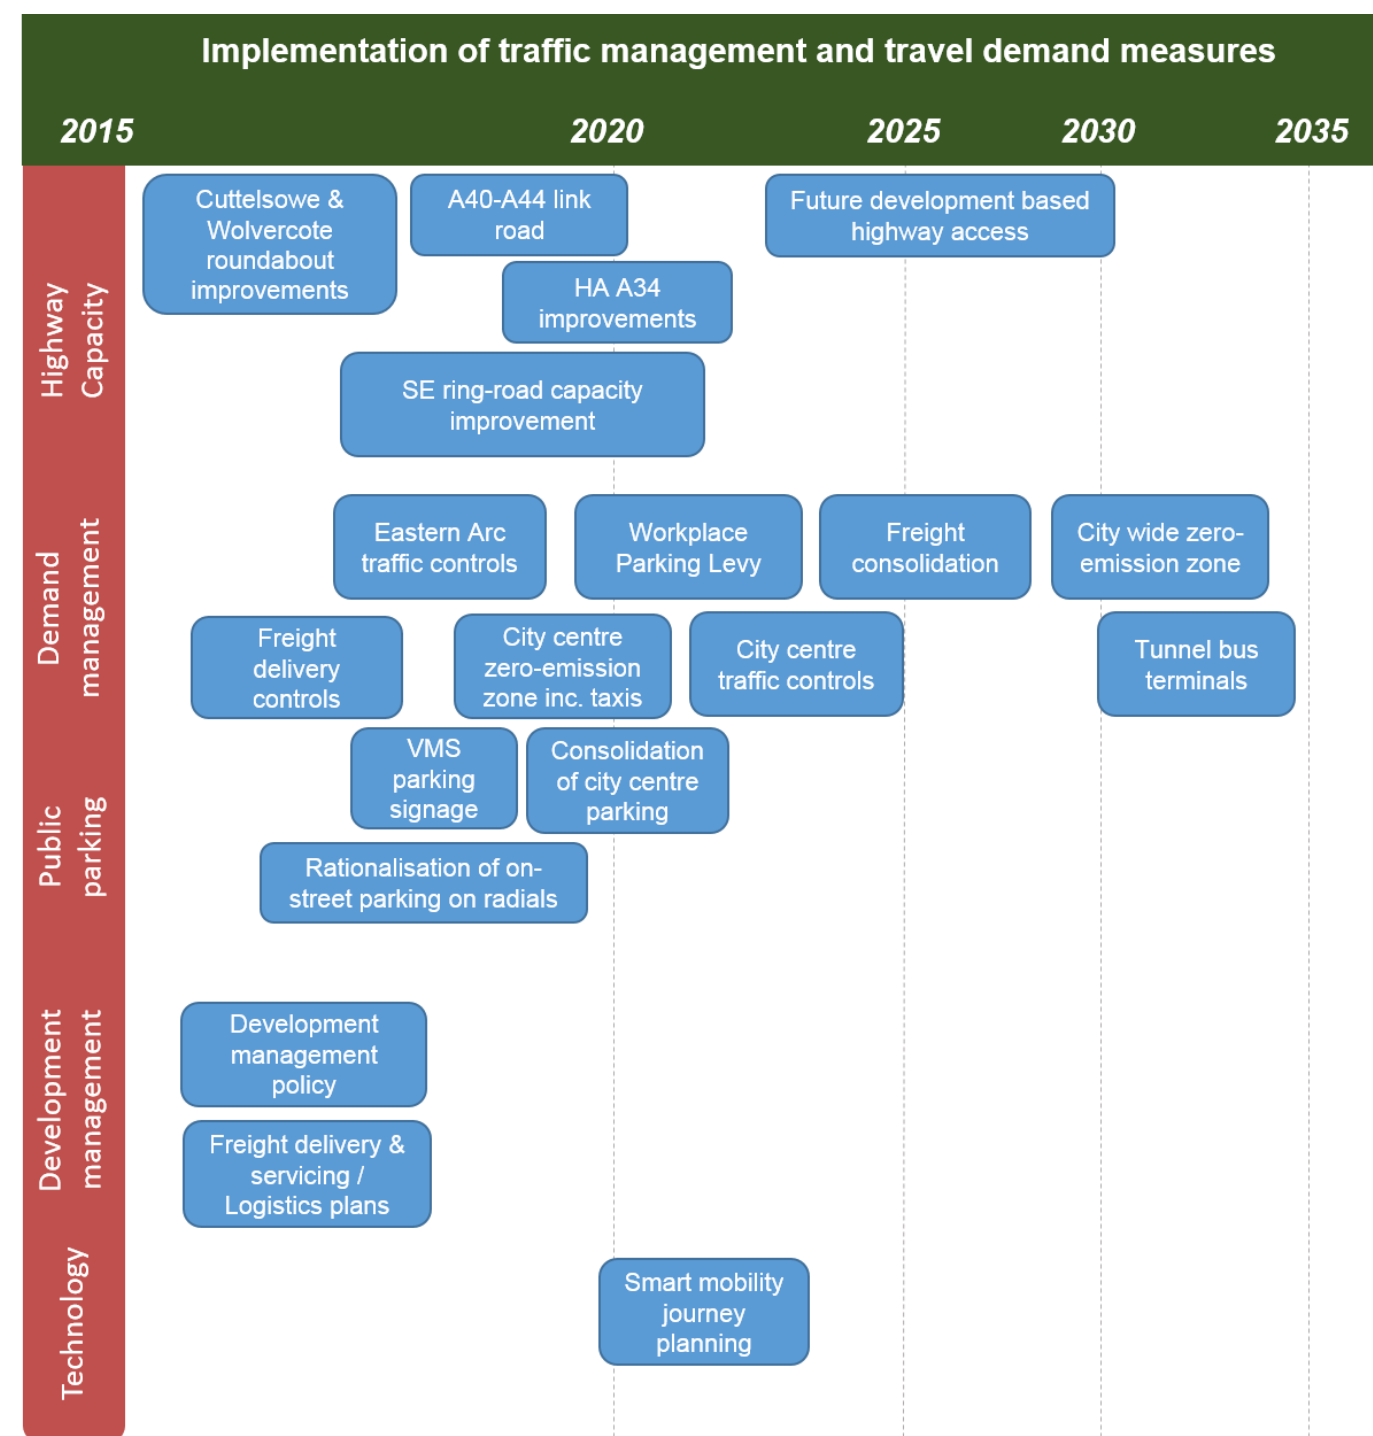 Implementation of traffic management and travel demand measures
2015 2020 2025 2030 2035
Highway
Capacity
Cuttelsowe &
Wolvercote
roundabout
improvements
A40-A44 link
road
Future development based
highway access
HA A34
improvements
SE ring-road capacity
improvement
Demand
management
Eastern Arc
traffic controls
Workplace
Parking Levy
Freight
consolidation
City wide zero-
emission zone
Freight
delivery
controls
City centre
zero-emission
zone inc. taxis
City centre
traffic controls
Tunnel bus
terminals
Public
parking
VMS
parking
signage
Consolidation
of city centre
parking
Rationalisation of on-
street parking on radials
Development
management
Development
management
policy
Freight delivery &
servicing /
Logistics plans
Technology
Smart mobility
journey
planning